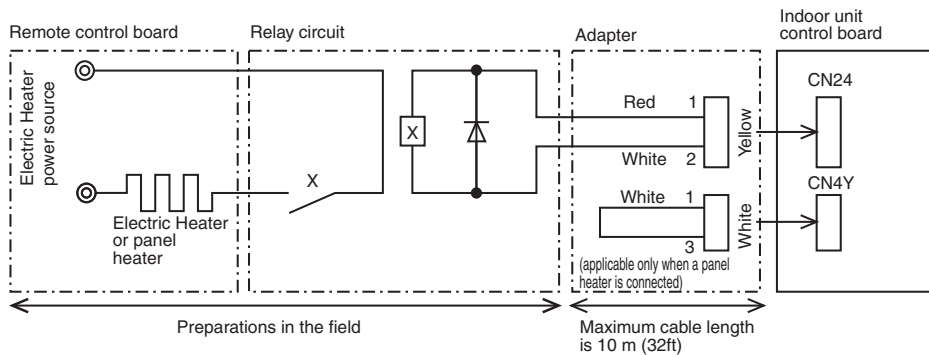 Remote control board
Relay circuit
Adapter
Indoor unit
control board
Electric Heater
power source
Electric Heater
or panel
heater
X
X
Red 1
White 2
Yellow
White 1
3
White
(applicable only when a panel
heater is connected)
CN24
CN4Y
Preparations in the field
Maximum cable length
is 10 m (32ft)